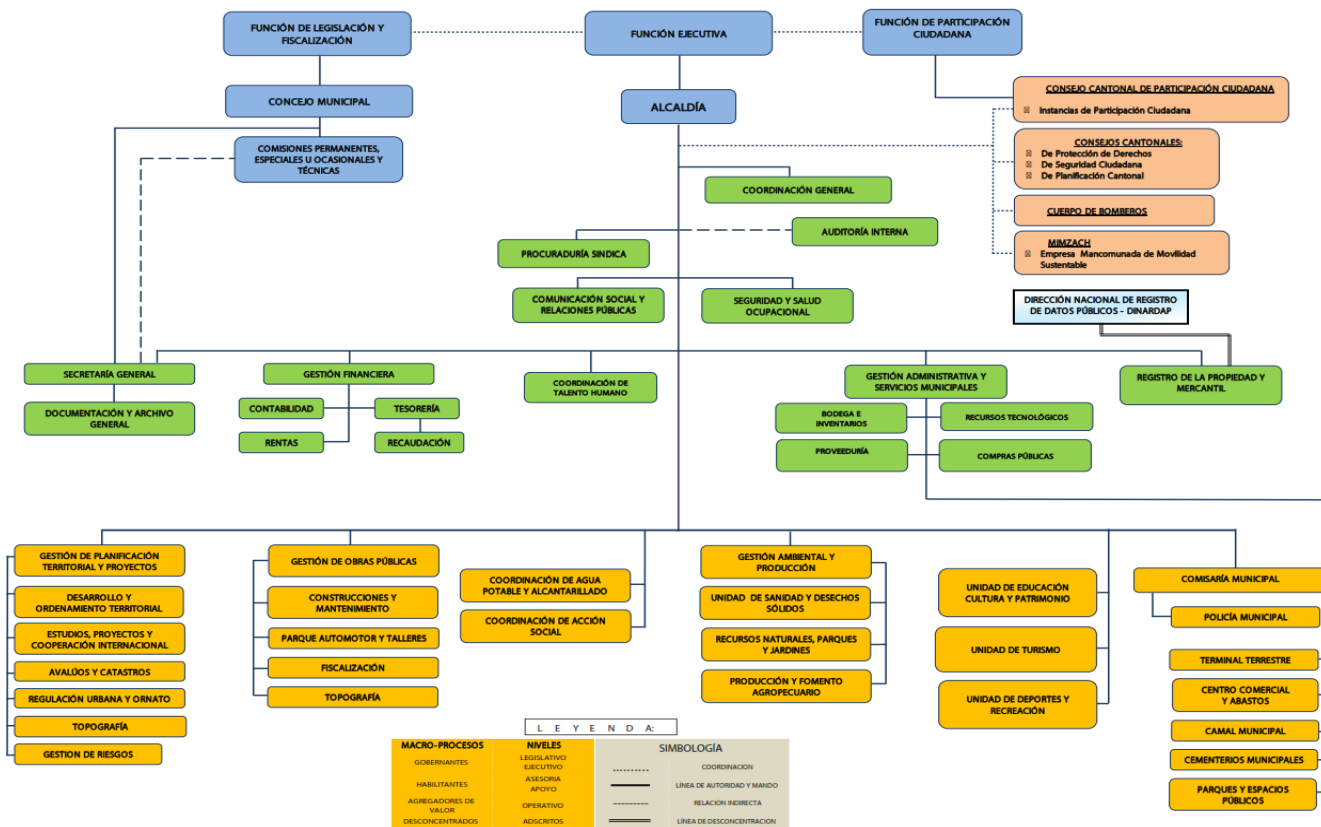 FUNCIÓN DE LEGISLACIÓN Y
FISCALIZACIÓN
FUNCIÓN EJECUTIVA
FUNCIÓN DE PARTICIPACIÓN
CIUDADANA
CONCEJO MUNICIPAL
ALCALDÍA
CONSEJO CANTONAL DE PARTICIPACIÓN CIUDADANA
Instancias de Participación Ciudadana
COMISIONES PERMANENTES,
ESPECIALES U OCASIONALES Y
TÉCNICAS
CONSEJOS CANTONALES:
De Protección de Derechos
De Seguridad Ciudadana
De Planificación Cantonal
COORDINACIÓN GENERAL
CUERPO DE BOMBEROS
AUDITORÍA INTERNA
PROCURADURÍA SINDICA
MIMZACH
Empresa Mancomunada de Movilidad
Sustentable
COMUNICACIÓN SOCIAL Y
RELACIONES PÚBLICAS
SEGURIDAD Y SALUD
OCUPACIONAL
DIRECCIÓN NACIONAL DE REGISTRO
DE DATOS PÚBLICOS - DINARDAP
SECRETARÍA GENERAL
DOCUMENTACIÓN Y ARCHIVO
GENERAL
GESTIÓN FINANCIERA
CONTABILIDAD
TESORERÍA
RENTAS
RECAUDACIÓN
COORDINACIÓN DE
TALENTO HUMANO
GESTIÓN ADMINISTRATIVA Y
SERVICIOS MUNICIPALES
BODEGA E
INVENTARIOS
RECURSOS TECNOLÓGICOS
PROVEEDURÍA
COMPRAS PÚBLICAS
REGISTRO DE LA PROPIEDAD Y
MERCANTIL
GESTIÓN DE PLANIFICACIÓN
TERRITORIAL Y PROYECTOS
DESARROLLO Y
ORDENAMIENTO TERRITORIAL
ESTUDIOS, PROYECTOS Y
COOPERACIÓN INTERNACIONAL
AVALÚOS Y CATASTROS
REGULACIÓN URBANA Y ORNATO
TOPOGRAFÍA
GESTION DE RIESGOS
GESTIÓN DE OBRAS PÚBLICAS
CONSTRUCCIONES Y
MANTENIMIENTO
PARQUE AUTOMOTOR Y TALLERES
FISCALIZACIÓN
TOPOGRAFÍA
COORDINACIÓN DE AGUA
POTABLE Y ALCANTARILLADO
COORDINACIÓN DE ACCIÓN
SOCIAL
GESTIÓN AMBIENTAL Y
PRODUCCIÓN
UNIDAD DE SANIDAD Y DESECHOS
SÓLIDOS
RECURSOS NATURALES, PARQUES
Y JARDINES
PRODUCCIÓN Y FOMENTO
AGROPECUARIO
UNIDAD DE EDUCACIÓN
CULTURA Y PATRIMONIO
UNIDAD DE TURISMO
UNIDAD DE DEPORTES Y
RECREACIÓN
COMISARÍA MUNICIPAL
POLICÍA MUNICIPAL
TERMINAL TERRESTRE
CENTRO COMERCIAL
Y ABASTOS
CAMAL MUNICIPAL
CEMENTERIOS MUNICIPALES
PARQUES Y ESPACIOS
PÚBLICOS
L E Y E N D A:
MACRO-PROCESOS
NIVELES
SIMBOLOGÍA
GOBERNANTES
LEGISLATIVO
EJECUTIVO
COORDINACION
HABILITANTES
ASESORIA
APOYO
LÍNEA DE AUTORIDAD Y MANDO
AGREGADORES DE
VALOR
OPERATIVO
RELACION INDIRECTA
DESCONCENTRADOS
ADSCRITOS
LÍNEA DE DESCONCENTRACION